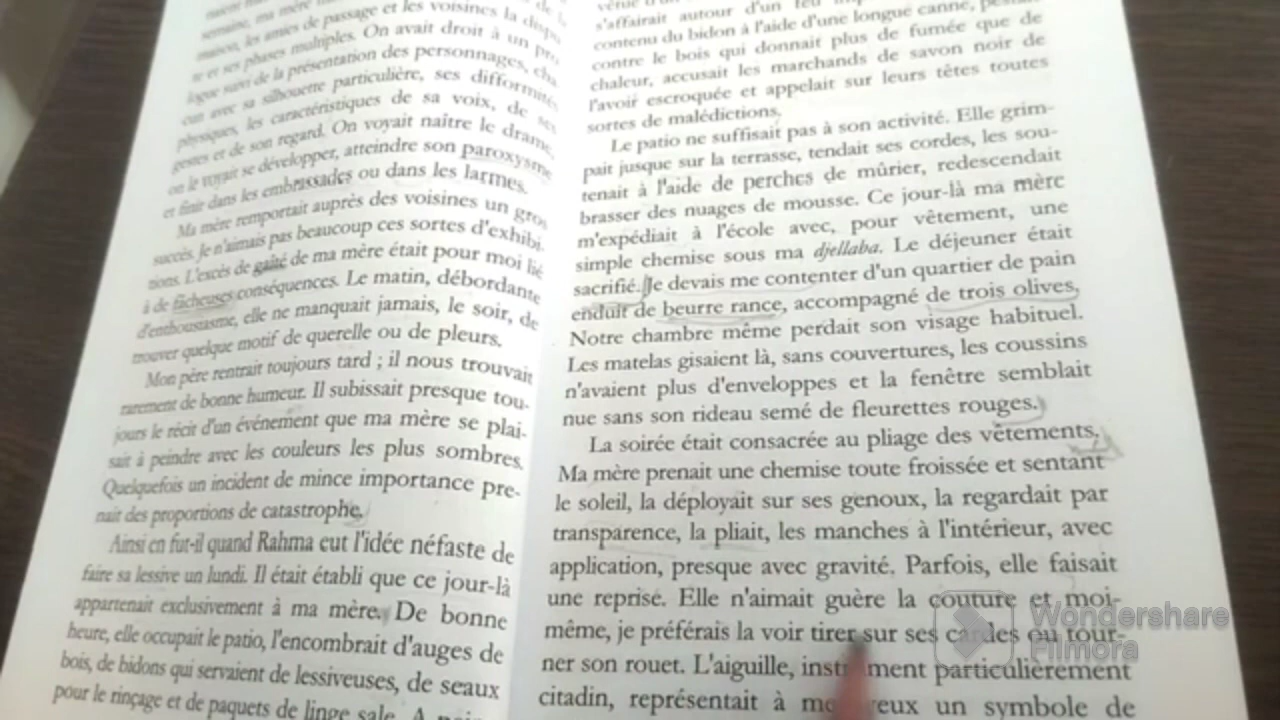 semaine, ma mère
maison, les amies de passage et les voisines la dispu
te et ses phases multiples. On avait droit à un pro
logue suivi de la présentation des personnages, cha
cun avec sa silhouette particulière, ses difformités
physiques, les caractéristiques de sa voix, de ses
gestes et de son regard. On voyait naître le drame,
on le voyait se développer, atteindre son paroxysme
et finir dans les embrassades ou dans les larmes.
Ma mère remportait auprès des voisines un gros
succès. Je n'aimais pas beaucoup ces sortes d'exhibi-
tions. L'excès de gaîté de ma mère était pour moi lié
à de fâcheuses conséquences. Le matin, débordante
d'enthousiasme, elle ne manquait jamais, le soir, de
trouver quelque motif de querelle ou de pleurs.
Mon père rentrait toujours tard ; il nous trouvait
rarement de bonne humeur. Il subissait presque tou-
jours le récit d'un événement que ma mère se plai-
sait à peindre avec les couleurs les plus sombres.
Quelquefois un incident de mince importance pre-
nait des proportions de catastrophe.
Ainsi en fut-il quand Rahma eut l'idée néfaste de
faire sa lessive un lundi. Il était établi que ce jour-là
appartenait exclusivement à ma mère. De bonne
heure, elle occupait le patio, l'encombrait d'auges de
bois, de bidons qui servaient de lessiveuses, de seaux
pour le rinçage et de paquets de linge sale. A
s'affairait autour d'un feu
contenu du bidon à l'aide d'une longue canne,
contre le bois qui donnait plus de fumée que de
chaleur, accusait les marchands de savon noir de
l'avoir escroquée et appelait sur leurs têtes toutes
sortes de malédictions.
Le patio ne suffisait pas à son activité. Elle grim-
pait jusque sur la terrasse, tendait ses cordes, les sou-
tenait à l'aide de perches de mûrier, redescendait
brasser des nuages de mousse. Ce jour-là ma mère
m'expédiait à l'école avec, pour vêtement, une
simple chemise sous ma djellaba. Le déjeuner était
sacrifié. Je devais me contenter d'un quartier de pain
enduit de beurre rance, accompagné de trois olives,
Notre chambre même perdait son visage habituel.
Les matelas gisaient là, sans couvertures, les coussins
n'avaient plus d'enveloppes et la fenêtre semblait
nue sans son rideau semé de fleurettes rouges.
La soirée était consacrée au pliage des vêtements,
Ma mère prenait une chemise toute froissée et sentant
le soleil, la déployait sur ses genoux, la regardait par
transparence, la pliait, les manches à l'intérieur, avec
application, presque avec gravité. Parfois, elle faisait
une reprise. Elle n'aimait guère la couture et moi-
même, je préférais la voir tirer sur ses cardes ou tour-
ner son rouet. L'aiguille, instrument particulièrement
citadin, représentait à mes yeux un symbole de
Wondershare
Filmora